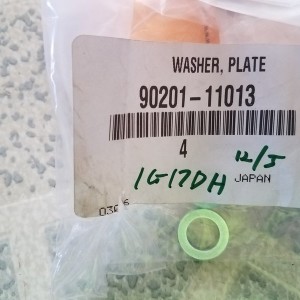 WASHER, PLATE
90201-11013
4
12/5
1G17DH
JAPAN